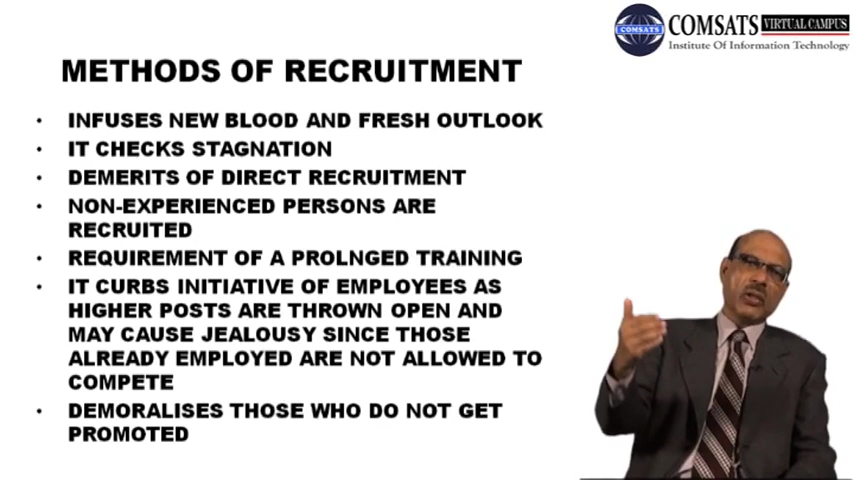 COMSATS
COMSATS VIRTUAL CAMPUS
Institute Of Information Technology
METHODS OF RECRUITMENT
• INFUSES NEW BLOOD AND FRESH OUTLOOK
• IT CHECKS STAGNATION
• DEMERITS OF DIRECT RECRUITMENT
• NON-EXPERIENCED PERSONS ARE
RECRUITED
• REQUIREMENT OF A PROLNGED TRAINING
• IT CURBS INITIATIVE OF EMPLOYEES AS
HIGHER POSTS ARE THROWN OPEN AND
MAY CAUSE JEALOUSY SINCE THOSE
ALREADY EMPLOYED ARE NOT ALLOWED TO
COMPETE
• DEMORALISES THOSE WHO DO NOT GET
PROMOTED